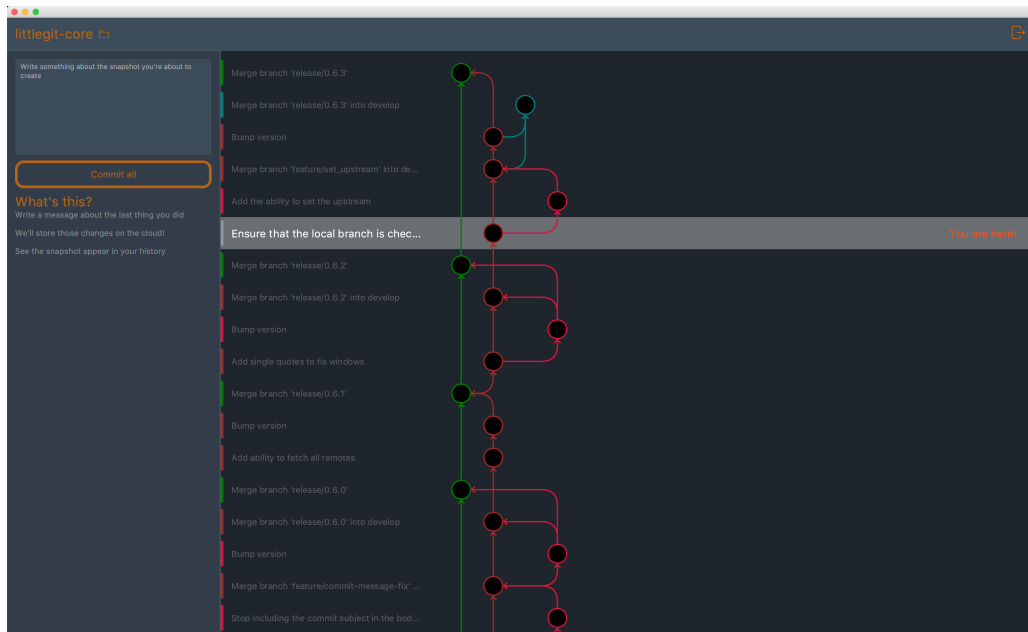 littlegit-core
Write something about the snapshot you're about to
create
Commit all
What's this?
Write a message about the last thing you did
We'll store those changes on the cloud!
See the snapshot appear in your history
Merge branch 'release/0.6.3'
Merge branch 'release/0.6.3' into develop
Bump version
Merge branch 'feature/set_upstream' into de...
Add the ability to set the upstream
Ensure that the local branch is chec...
You are here!
Merge branch 'release/0.6.2'
Merge branch 'release/0.6.2' into develop
Bump version
Add single quotes to fix windows
Merge branch 'release/0.6.1'
Bump version
Add ability to fetch all remotes
Merge branch 'release/0.6.0'
Merge branch 'release/0.6.0' into develop
Bump version
Merge branch 'feature/commit-message-fix' ...
Stop including the commit subject in the bod...